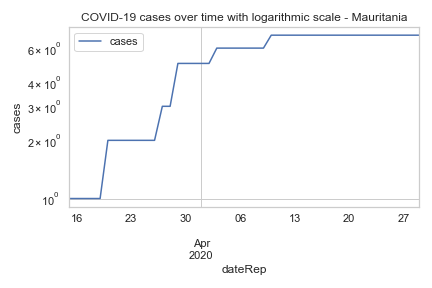 COVID-19 cases over time with logarithmic scale - Mauritania
cases
6 × 10⁰
4 × 10⁰
3 × 10⁰
2 × 10⁰
10⁰
cases
16 23 30 06 13 20 27
Apr
2020
dateRep